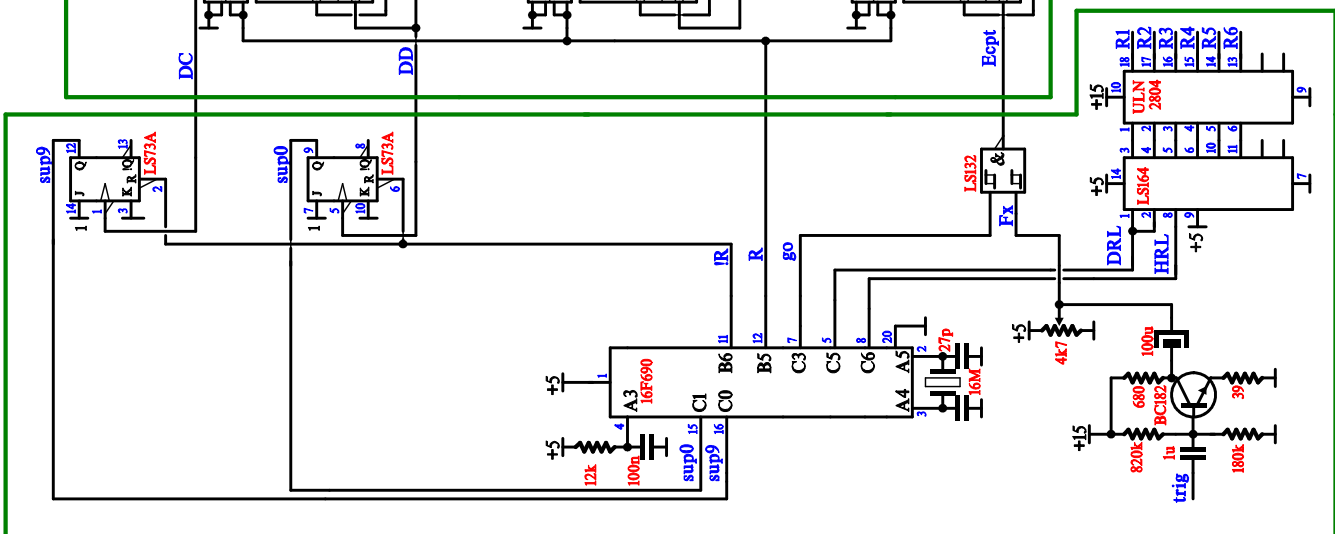 DC
DD
Ecpt
R1
R2
R3
R4
R5
R6
18
17
16
15
14
13
+15
10
ULN
2804
9
1
2
3
4
5
6
3
4
5
6
10
11
+5
14
LS164
7
1
2
8
9
DRL
HRL
+5
sup9
12
13
Q
!Q
LS73A
J
K
R
2
14
1
3
1
sup0
9
8
Q
!Q
LS73A
J
K
R
6
7
5
10
1
LS132
&
Fx
!R
R
go
11
12
7
5
8
20
B6
B5
C3
C5
C6
A5
2
27p
+5
1
A3
16F690
C1
C0
A4
3
16M
4
15
16
+5
12k
100n
sup0
sup9
+5
4k7
100u
680
BC182
39
+15
820k
1u
180k
trig